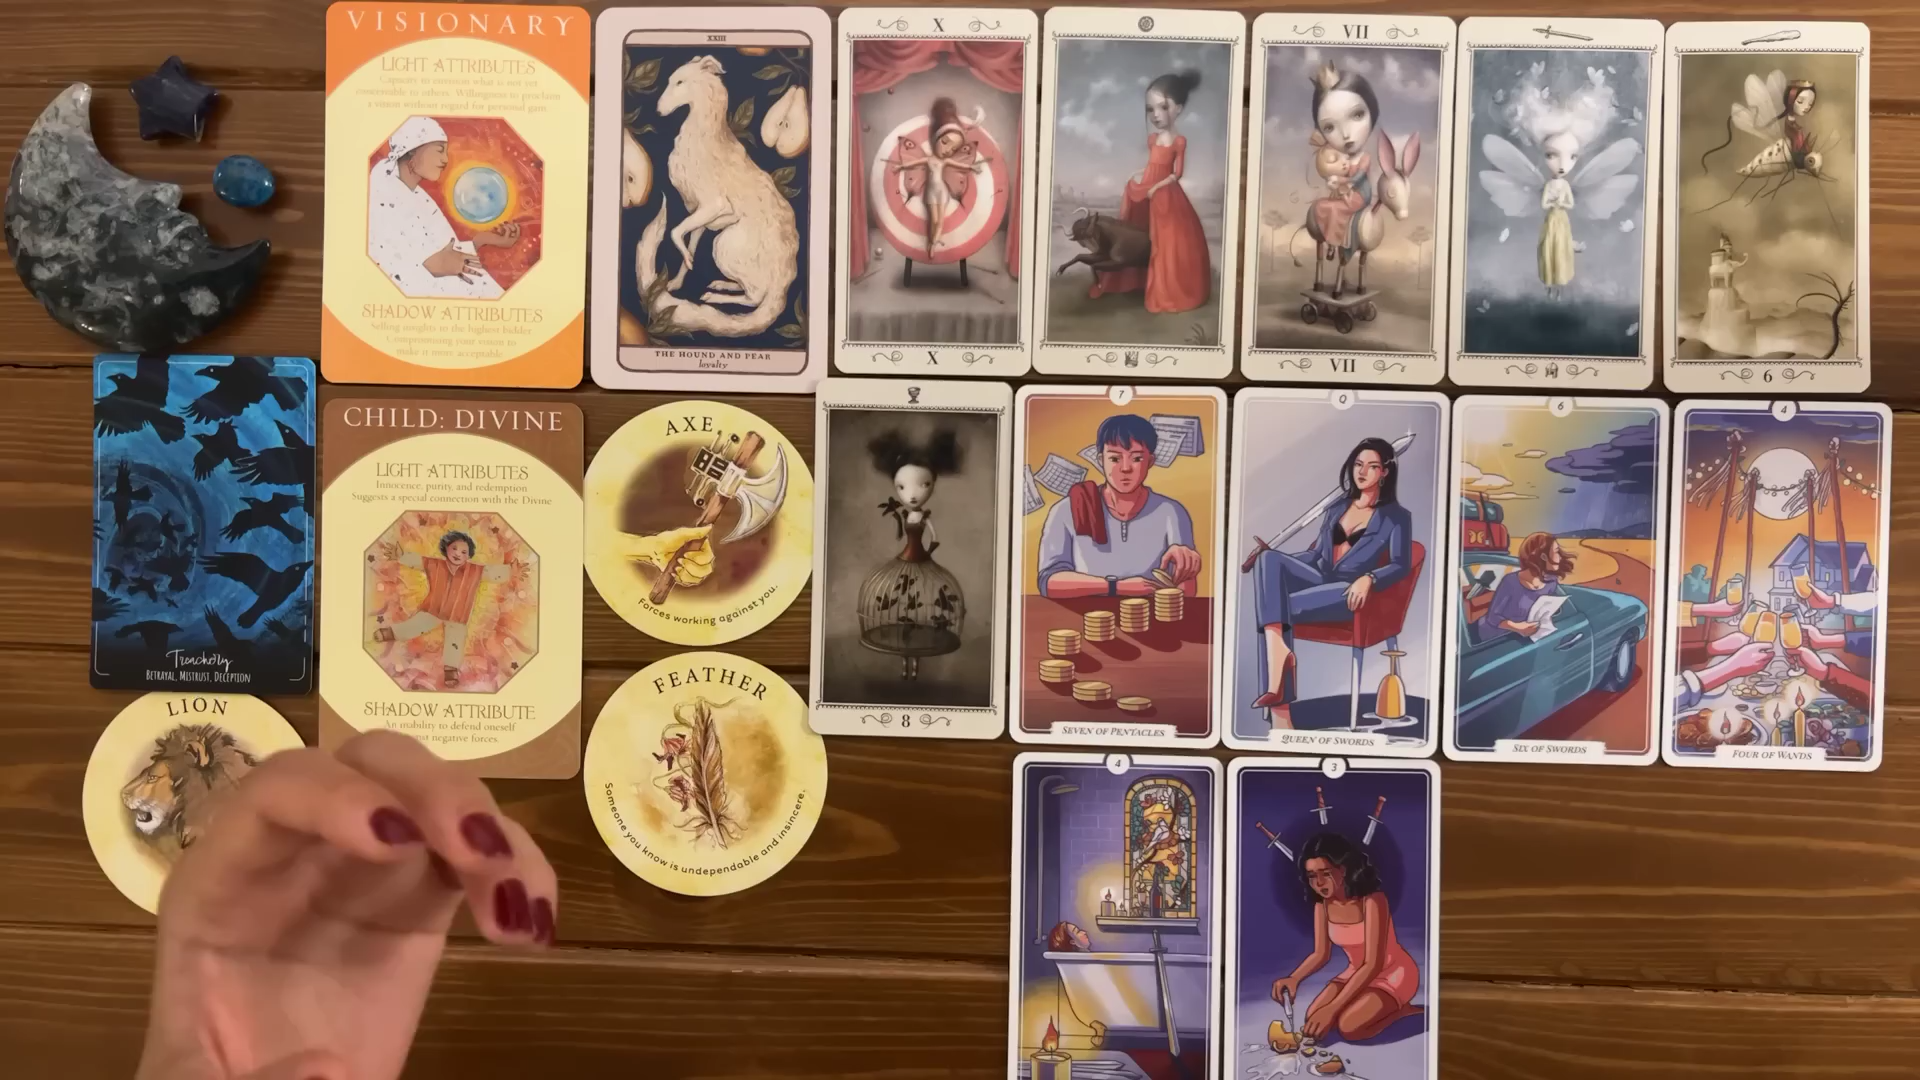 VISIONARY
LIGHT ATTRIBUTES
Capacity to envision what is not yet
conceivable to others. Willingness to proclaim
a vision without regard for personal gain
SHADOW ATTRIBUTES
Selling insights to the highest bidder
Compromising your vision to
make it more acceptable
XXIII
THE HOUND AND PEAR
loyalty
X
X
VII
VII
6
Treachery
BETRAYAL, MISTRUST, DECEPTION
CHILD: DIVINE
LIGHT ATTRIBUTES
Innocence, purity, and redemption
Suggests a special connection with the Divine
SHADOW ATTRIBUTE
An inability to defend oneself
against negative forces.
AXE
Forces working against you.
8
7
SEVEN OF PENTACLES
Q
QUEEN OF SWORDS
6
SIX OF SWORDS
4
FOUR OF WANDS
LION
FEATHER
Someone you know is undependable and insincere.
4
3